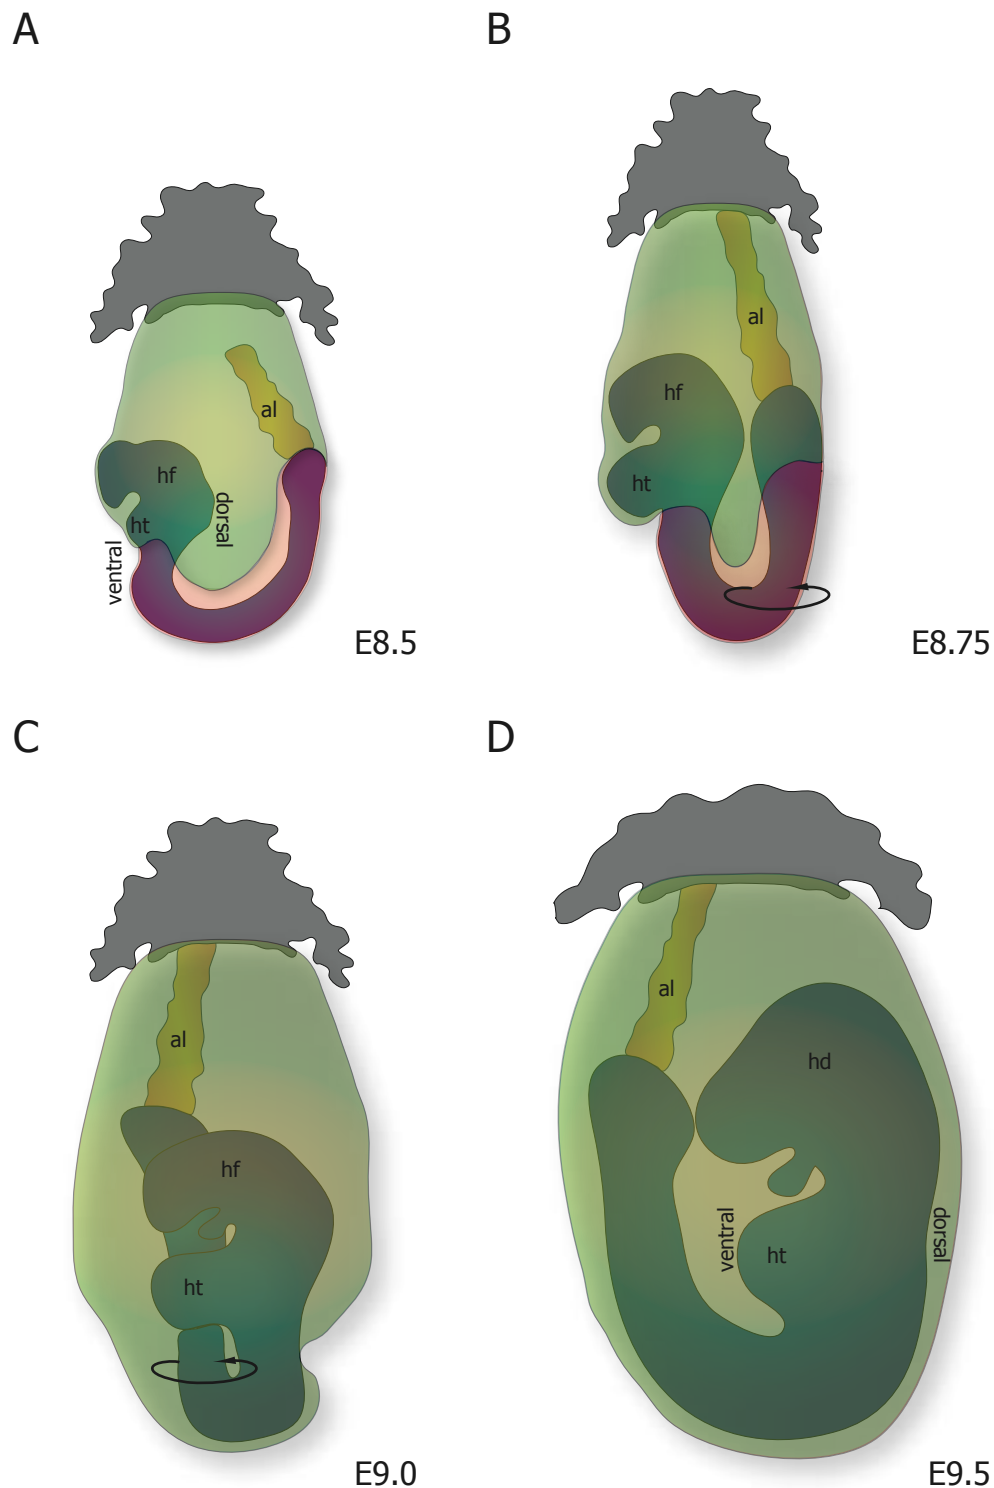 A
B
al
hf
ht
dorsal
ventral
E8.5
al
hf
ht
E8.75
C
D
al
hf
ht
E9.0
al
hd
ventral
dorsal
ht
E9.5